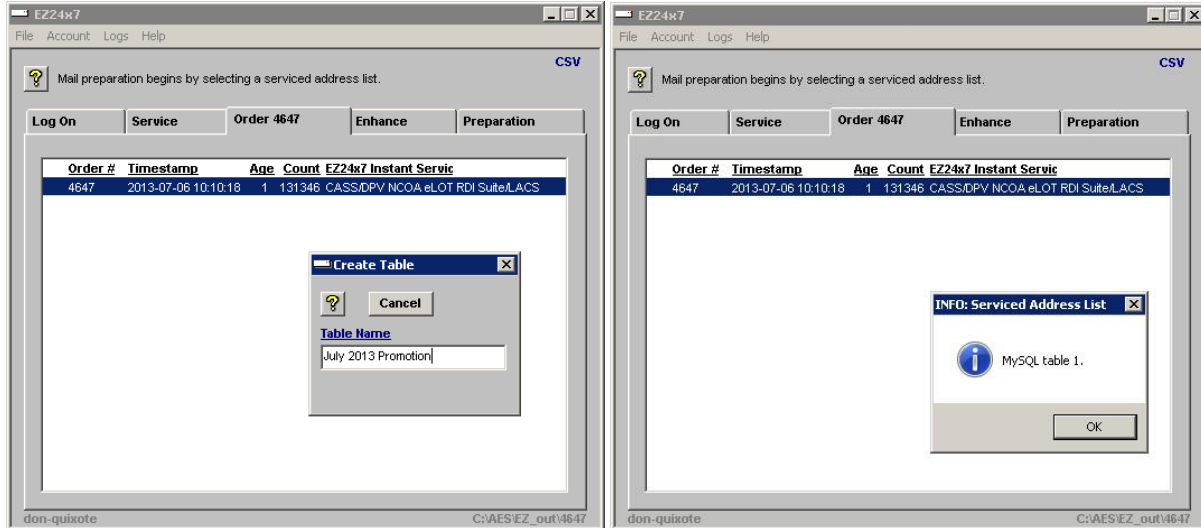 EZ24x7
File Account Logs Help
CSV
Mail preparation begins by selecting a serviced address list.
Log On Service Order 4647 Enhance Preparation
Order # Timestamp Age Count EZ24x7 Instant Servic
4647 2013-07-06 10:10:18 1 131346 CASS/DPV NCOA eLOT RDI Suite/LACS
Create Table
Cancel
Table Name
July 2013 Promotion
don-quixote C:\AES\EZ_out\4647
EZ24x7
File Account Logs Help
CSV
Mail preparation begins by selecting a serviced address list.
Log On Service Order 4647 Enhance Preparation
Order # Timestamp Age Count EZ24x7 Instant Servic
4647 2013-07-06 10:10:18 1 131346 CASS/DPV NCOA eLOT RDI Suite/LACS
INFO: Serviced Address List
MySQL table 1.
OK
don-quixote C:\AES\EZ_out\4647